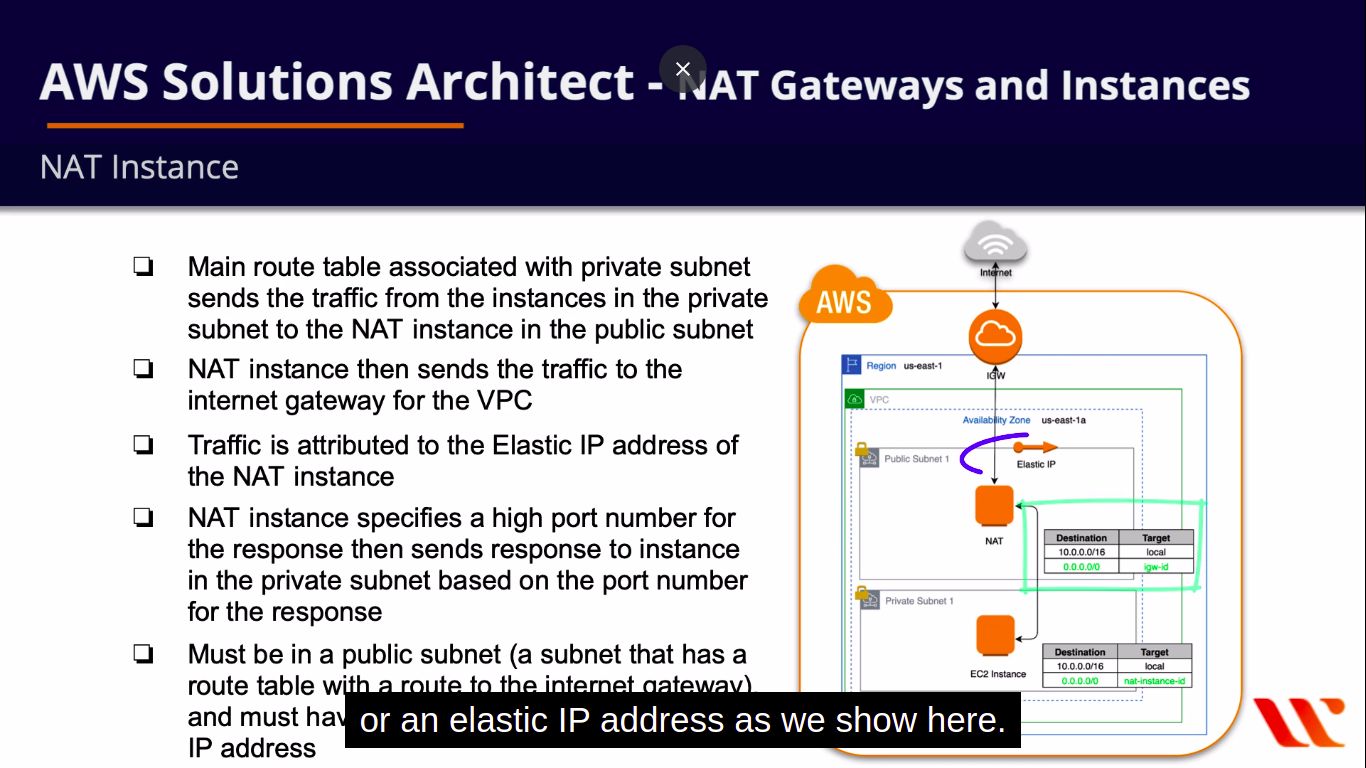 AWS Solutions Architect - NAT Gateways and Instances
NAT Instance
❏ Main route table associated with private subnet
sends the traffic from the instances in the private
subnet to the NAT instance in the public subnet
❏ NAT instance then sends the traffic to the
internet gateway for the VPC
❏ Traffic is attributed to the Elastic IP address of
the NAT instance
❏ NAT instance specifies a high port number for
the response then sends response to instance
in the private subnet based on the port number
for the response
❏ Must be in a public subnet (a subnet that has a
route table with a route to the internet gateway),
and must
IP address
or an elastic IP address as we show here.
Internet
AWS
IGW
Region us-east-1
VPC
Availability Zone us-east-1a
Public Subnet 1
Elastic IP
NAT
Destination Target
10.0.0.0/16 local
0.0.0.0/0 igw-id
Private Subnet 1
EC2 Instance
Destination Target
10.0.0.0/16 local
0.0.0.0/0 nat-instance-id